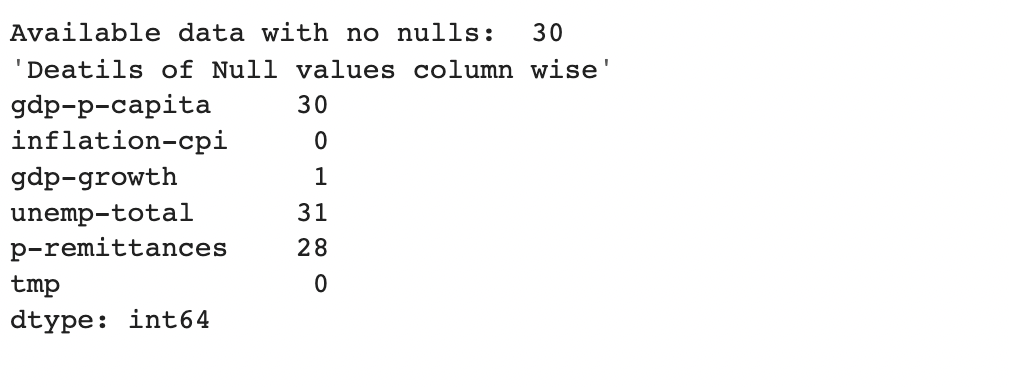 Available data with no nulls:  30
'Deatils of Null values column wise'
gdp-p-capita     30
inflation-cpi     0
gdp-growth        1
unemp-total      31
p-remittances    28
tmp               0
dtype: int64